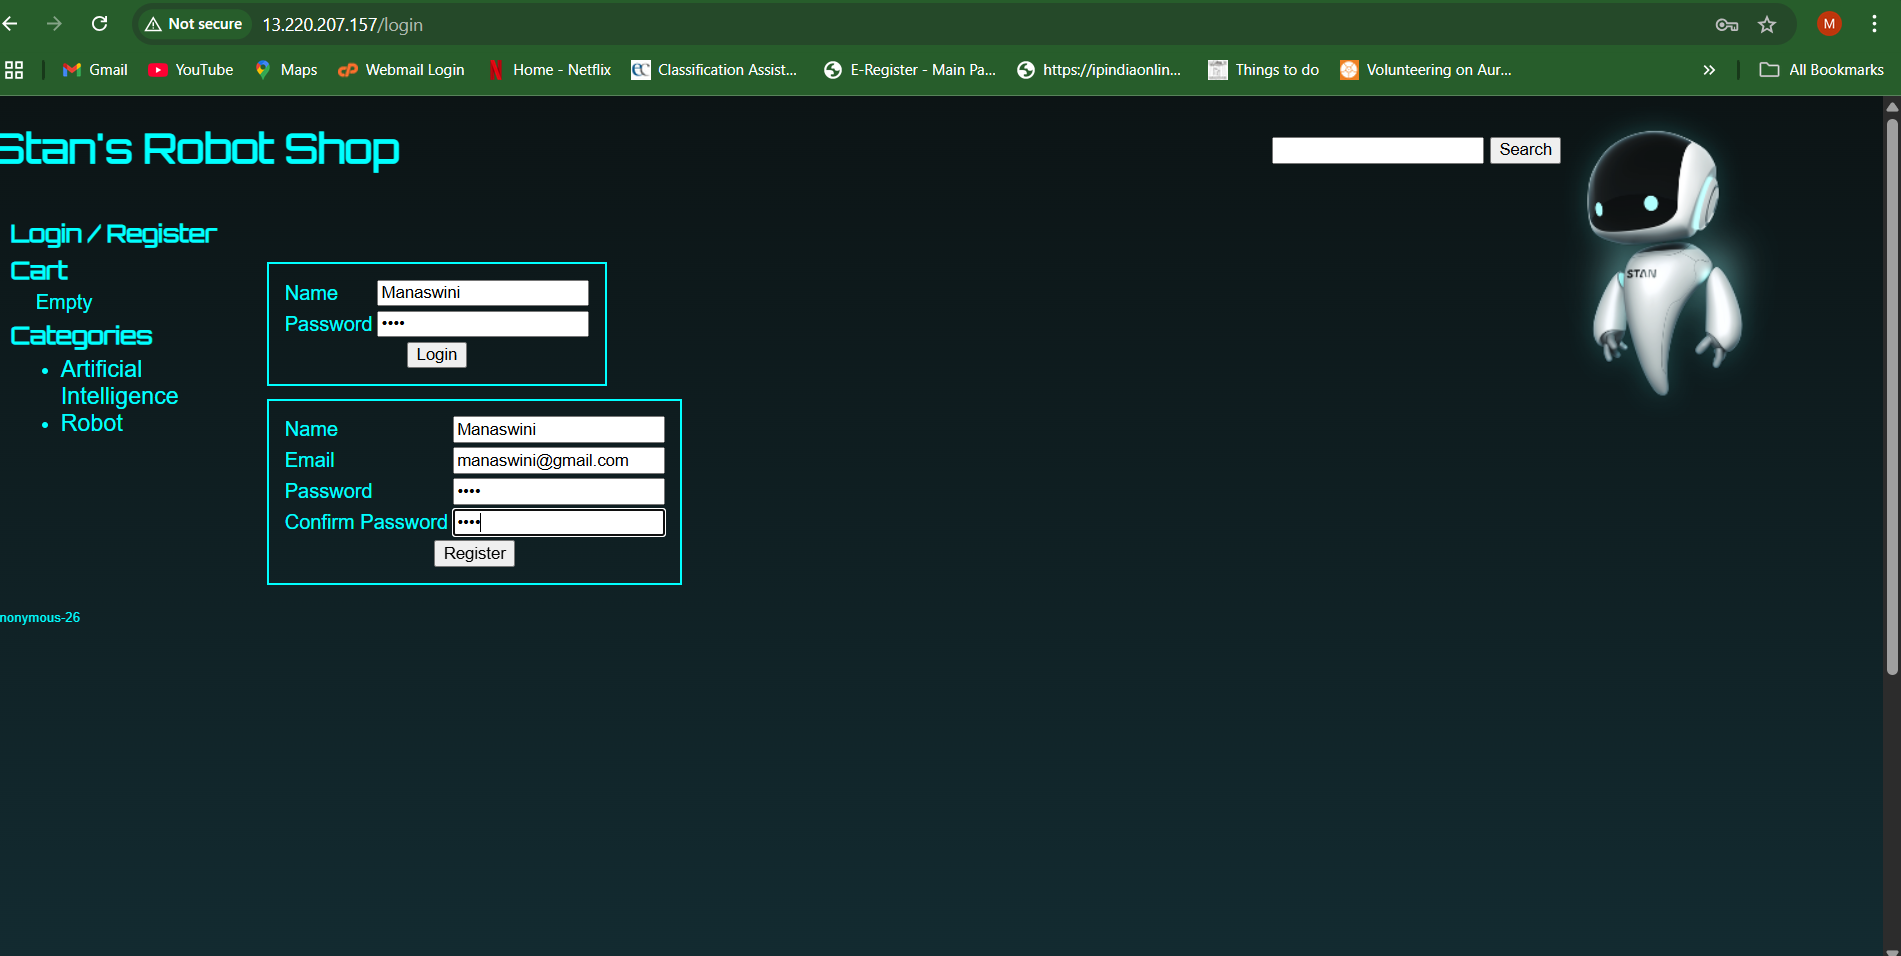 Not secure 13.220.207.157/login M
Gmail YouTube Maps Webmail Login Home - Netflix Classification Assist... E-Register - Main Pa... https://ipindiaonlin... Things to do Volunteering on Aur... » All Bookmarks
Stan's Robot Shop
Search
STAN
Login / Register
Cart
Empty
Categories
• Artificial
Intelligence
• Robot
Name Manaswini
Password ••••
Login
Name Manaswini
Email manaswini@gmail.com
Password ••••
Confirm Password ••••
Register
nonymous-26